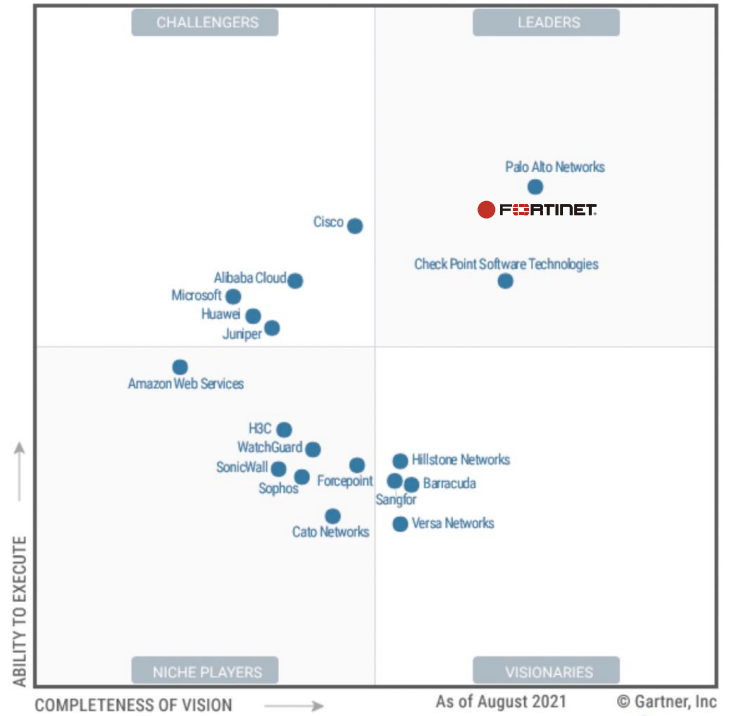 CHALLENGERS
LEADERS
Palo Alto Networks
FORTINET
Cisco
Check Point Software Technologies
Alibaba Cloud
Microsoft
Huawei
Juniper
Amazon Web Services
H3C
WatchGuard
SonicWall
Sophos
Forcepoint
Hillstone Networks
Barracuda
Sangfor
Cato Networks
Versa Networks
ABILITY TO EXECUTE
NICHE PLAYERS
VISIONARIES
COMPLETENESS OF VISION
As of August 2021
© Gartner, Inc